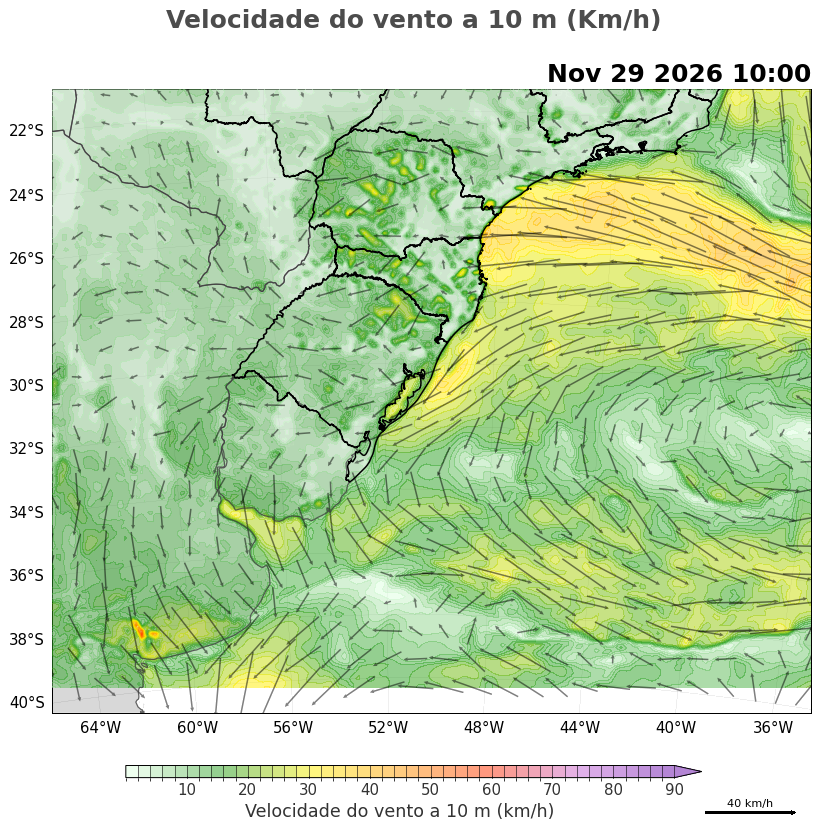 Velocidade do vento a 10 m (Km/h)
Nov 29 2026 10:00
22°S
24°S
26°S
28°S
30°S
32°S
34°S
36°S
38°S
40°S
64°W 60°W 56°W 52°W 48°W 44°W 40°W 36°W
10 20 30 40 50 60 70 80 90
Velocidade do vento a 10 m (km/h)
40 km/h